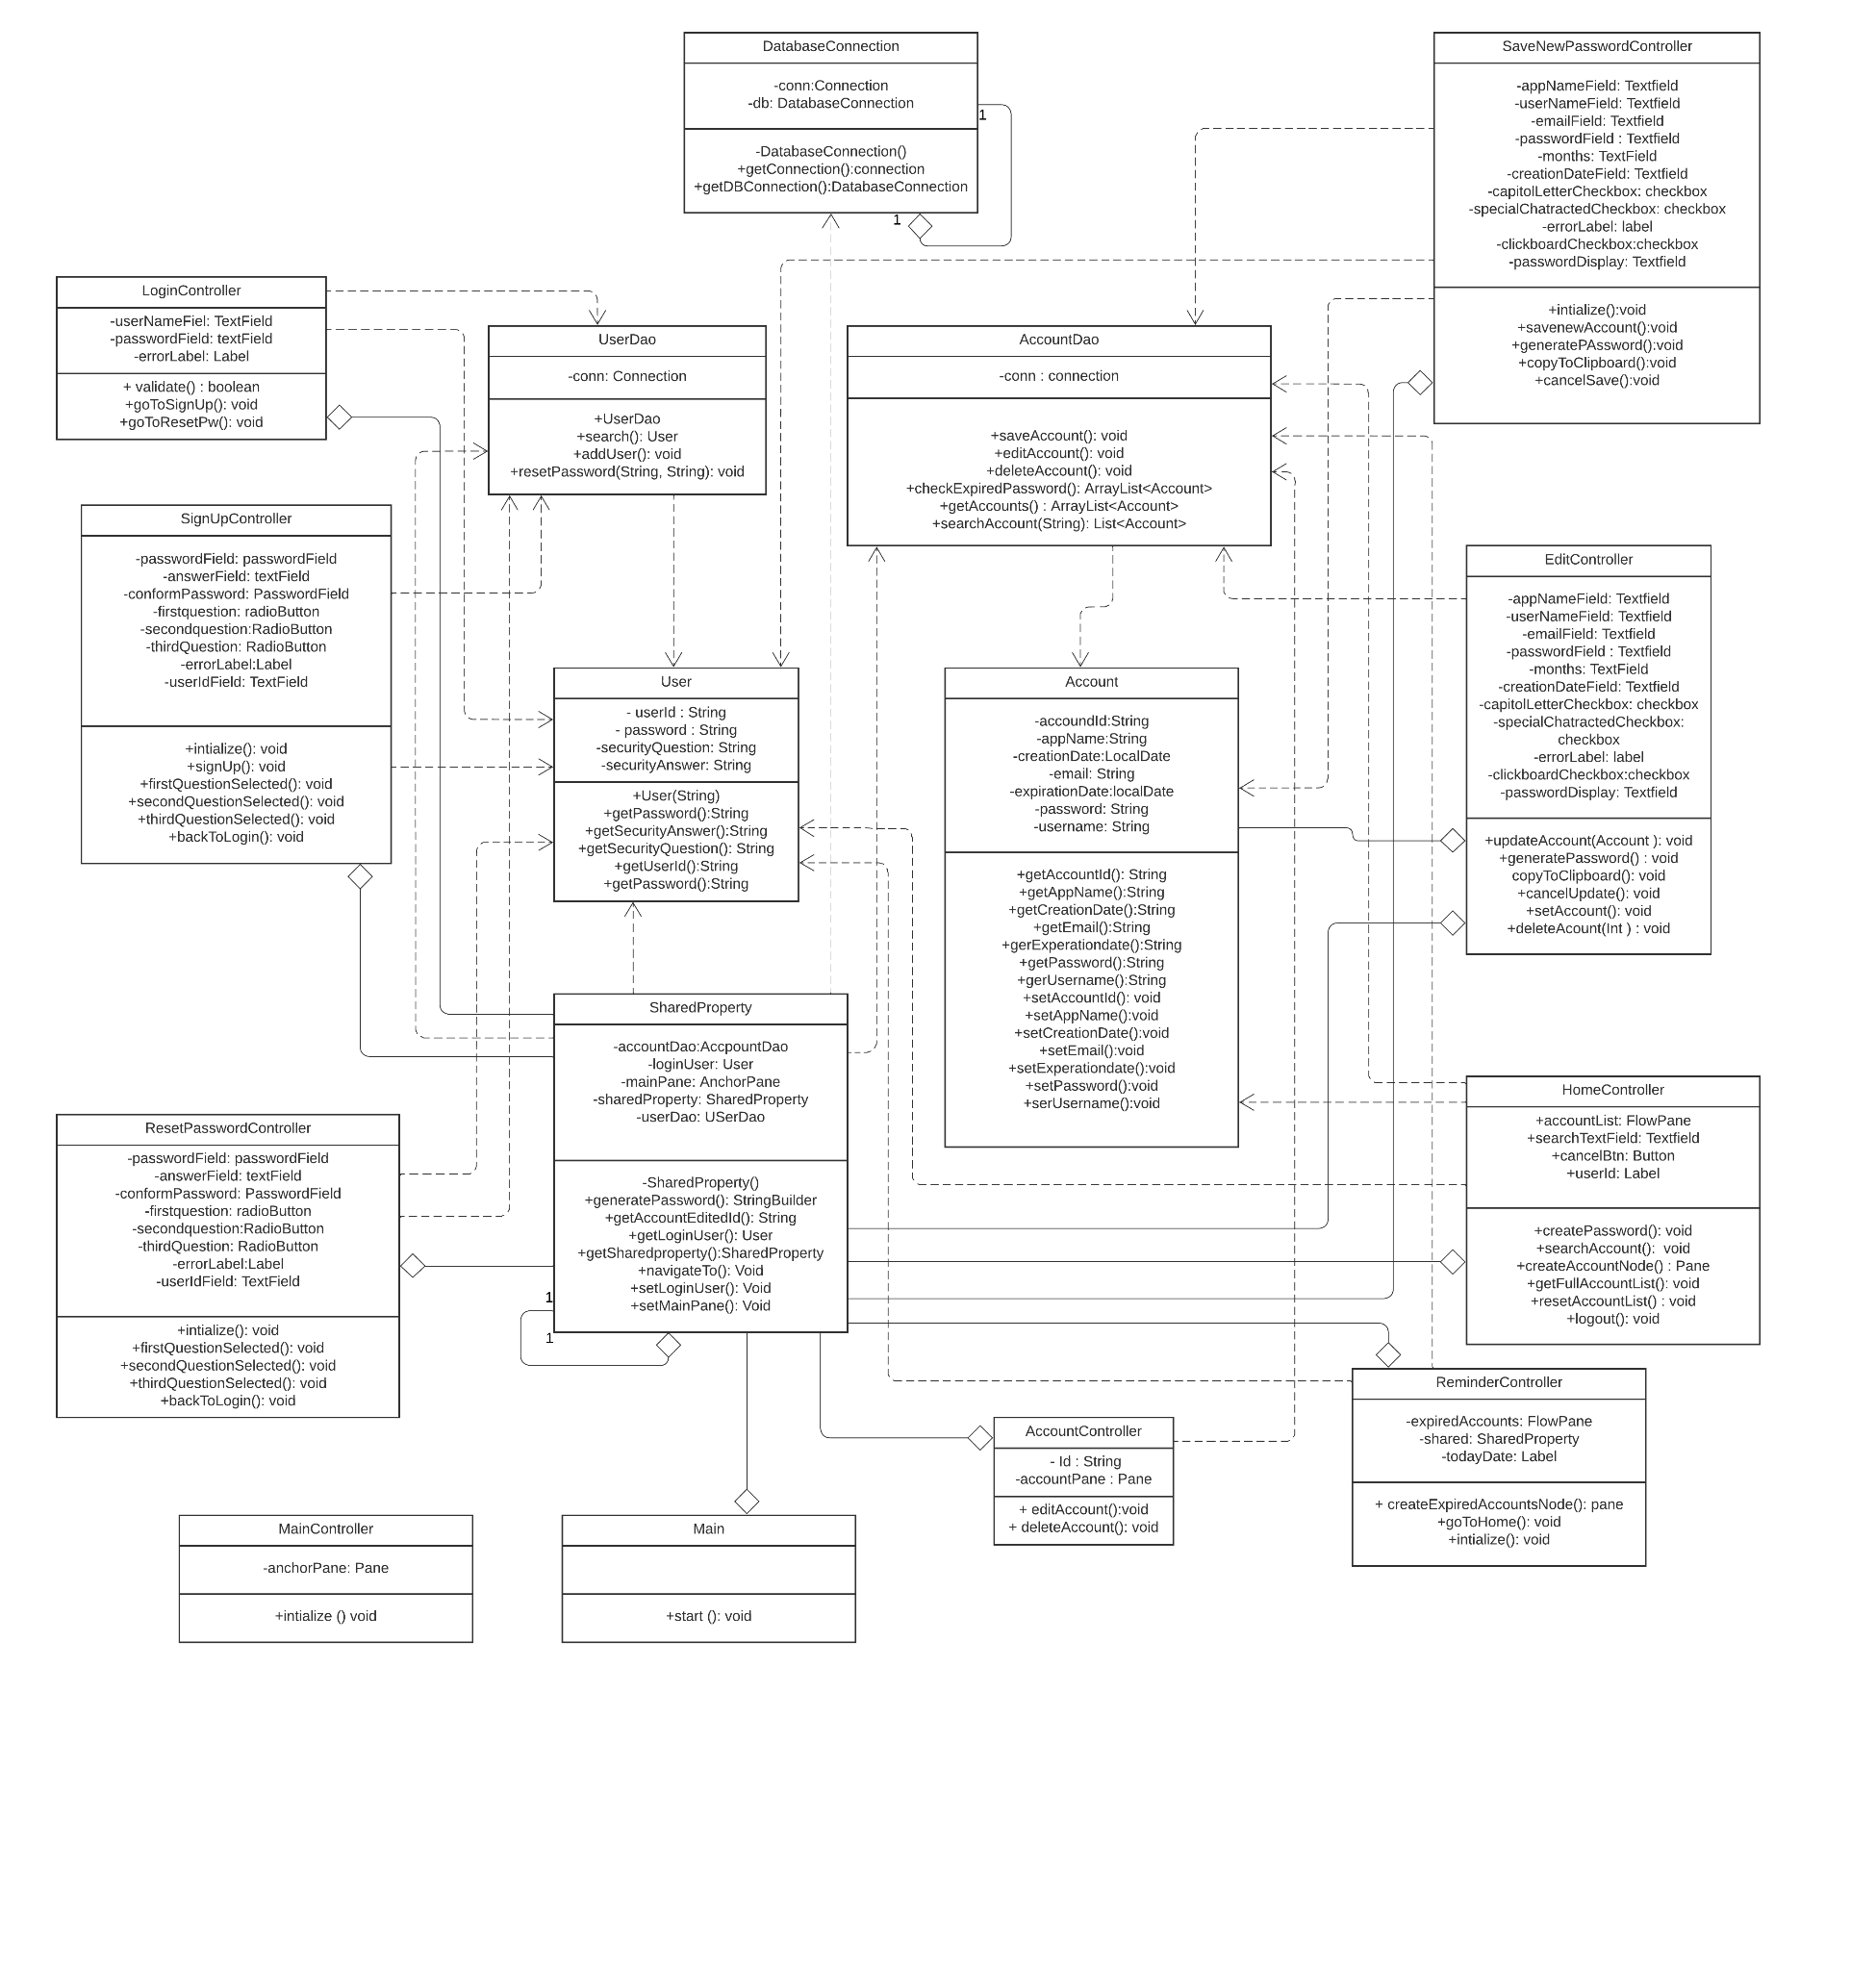 DatabaseConnection
-conn:Connection
-db: DatabaseConnection
1
-DatabaseConnection()
+getConnection():connection
+getDBConnection():DatabaseConnection
1
SaveNewPasswordController
-appNameField: Textfield
-userNameField: Textfield
-emailField: Textfield
-passwordField : Textfield
-months: TextField
-creationDateField: Textfield
-capitolLetterCheckbox: checkbox
-specialChatractedCheckbox: checkbox
-errorLabel: label
-clickboardCheckbox:checkbox
-passwordDisplay: Textfield
+intialize():void
+savenewAccount():void
+generatePAssword():void
+copyToClipboard():void
+cancelSave():void
LoginController
-userNameFiel: TextField
-passwordField: textField
-errorLabel: Label
+ validate() : boolean
+goToSignUp(): void
+goToResetPw(): void
UserDao
-conn: Connection
+UserDao
+search(): User
+addUser(): void
+resetPassword(String, String): void
AccountDao
-conn : connection
+saveAccount(): void
+editAccount(): void
+deleteAccount(): void
+checkExpiredPassword(): ArrayList<Account>
+getAccounts() : ArrayList<Account>
+searchAccount(String): List<Account>
SignUpController
-passwordField: passwordField
-answerField: textField
-conformPassword: PasswordField
-firstquestion: radioButton
-secondquestion:RadioButton
-thirdQuestion: RadioButton
-errorLabel:Label
-userIdField: TextField
+intialize(): void
+signUp(): void
+firstQuestionSelected(): void
+secondQuestionSelected(): void
+thirdQuestionSelected(): void
+backToLogin(): void
EditController
-appNameField: Textfield
-userNameField: Textfield
-emailField: Textfield
-passwordField : Textfield
-months: TextField
-creationDateField: Textfield
-capitolLetterCheckbox: checkbox
-specialChatractedCheckbox:
checkbox
-errorLabel: label
-clickboardCheckbox:checkbox
-passwordDisplay: Textfield
+updateAccount(Account ): void
+generatePassword() : void
copyToClipboard(): void
+cancelUpdate(): void
+setAccount(): void
+deleteAcount(Int ) : void
User
- userId : String
- password : String
-securityQuestion: String
-securityAnswer: String
+User(String)
+getPassword():String
+getSecurityAnswer():String
+getSecurityQuestion(): String
+getUserId():String
+getPassword():String
Account
-accoundId:String
-appName:String
-creationDate:LocalDate
-email: String
-expirationDate:localDate
-password: String
-username: String
+getAccountId(): String
+getAppName():String
+getCreationDate():String
+getEmail():String
+gerExperationdate():String
+getPassword():String
+gerUsername():String
+setAccountId(): void
+setAppName():void
+setCreationDate():void
+setEmail():void
+setExperationdate():void
+setPassword():void
+serUsername():void
SharedProperty
-accountDao:AccpountDao
-loginUser: User
-mainPane: AnchorPane
-sharedProperty: SharedProperty
-userDao: USerDao
-SharedProperty()
+generatePassword(): StringBuilder
+getAccountEditedId(): String
+getLoginUser(): User
+getSharedproperty():SharedProperty
+navigateTo(): Void
+setLoginUser(): Void
+setMainPane(): Void
1
1
HomeController
+accountList: FlowPane
+searchTextField: Textfield
+cancelBtn: Button
+userId: Label
+createPassword(): void
+searchAccount():  void
+createAccountNode() : Pane
+getFullAccountList(): void
+resetAccountList() : void
+logout(): void
ResetPasswordController
-passwordField: passwordField
-answerField: textField
-conformPassword: PasswordField
-firstquestion: radioButton
-secondquestion:RadioButton
-thirdQuestion: RadioButton
-errorLabel:Label
-userIdField: TextField
+intialize(): void
+firstQuestionSelected(): void
+secondQuestionSelected(): void
+thirdQuestionSelected(): void
+backToLogin(): void
ReminderController
-expiredAccounts: FlowPane
-shared: SharedProperty
-todayDate: Label
+ createExpiredAccountsNode(): pane
+goToHome(): void
+intialize(): void
AccountController
- Id : String
-accountPane : Pane
+ editAccount():void
+ deleteAccount(): void
MainController
-anchorPane: Pane
+intialize () void
Main
+start (): void